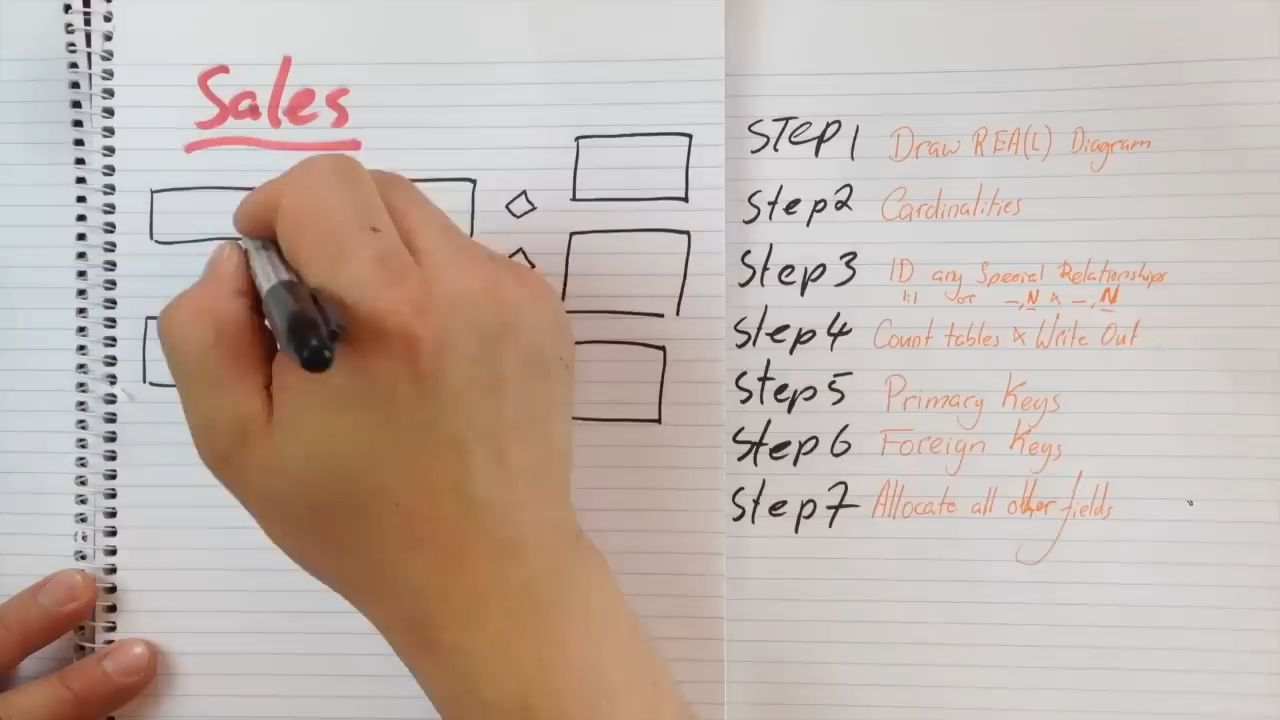 Sales
STEP 1 Draw REA(L) Diagram
Step 2 Cardinalities
Step 3 ID any Special Relationships
1:1 or –,N & –,N
Step 4 Count tables & Write Out
Step 5 Primary Keys
Step 6 Foreign Keys
Step 7 Allocate all other fields